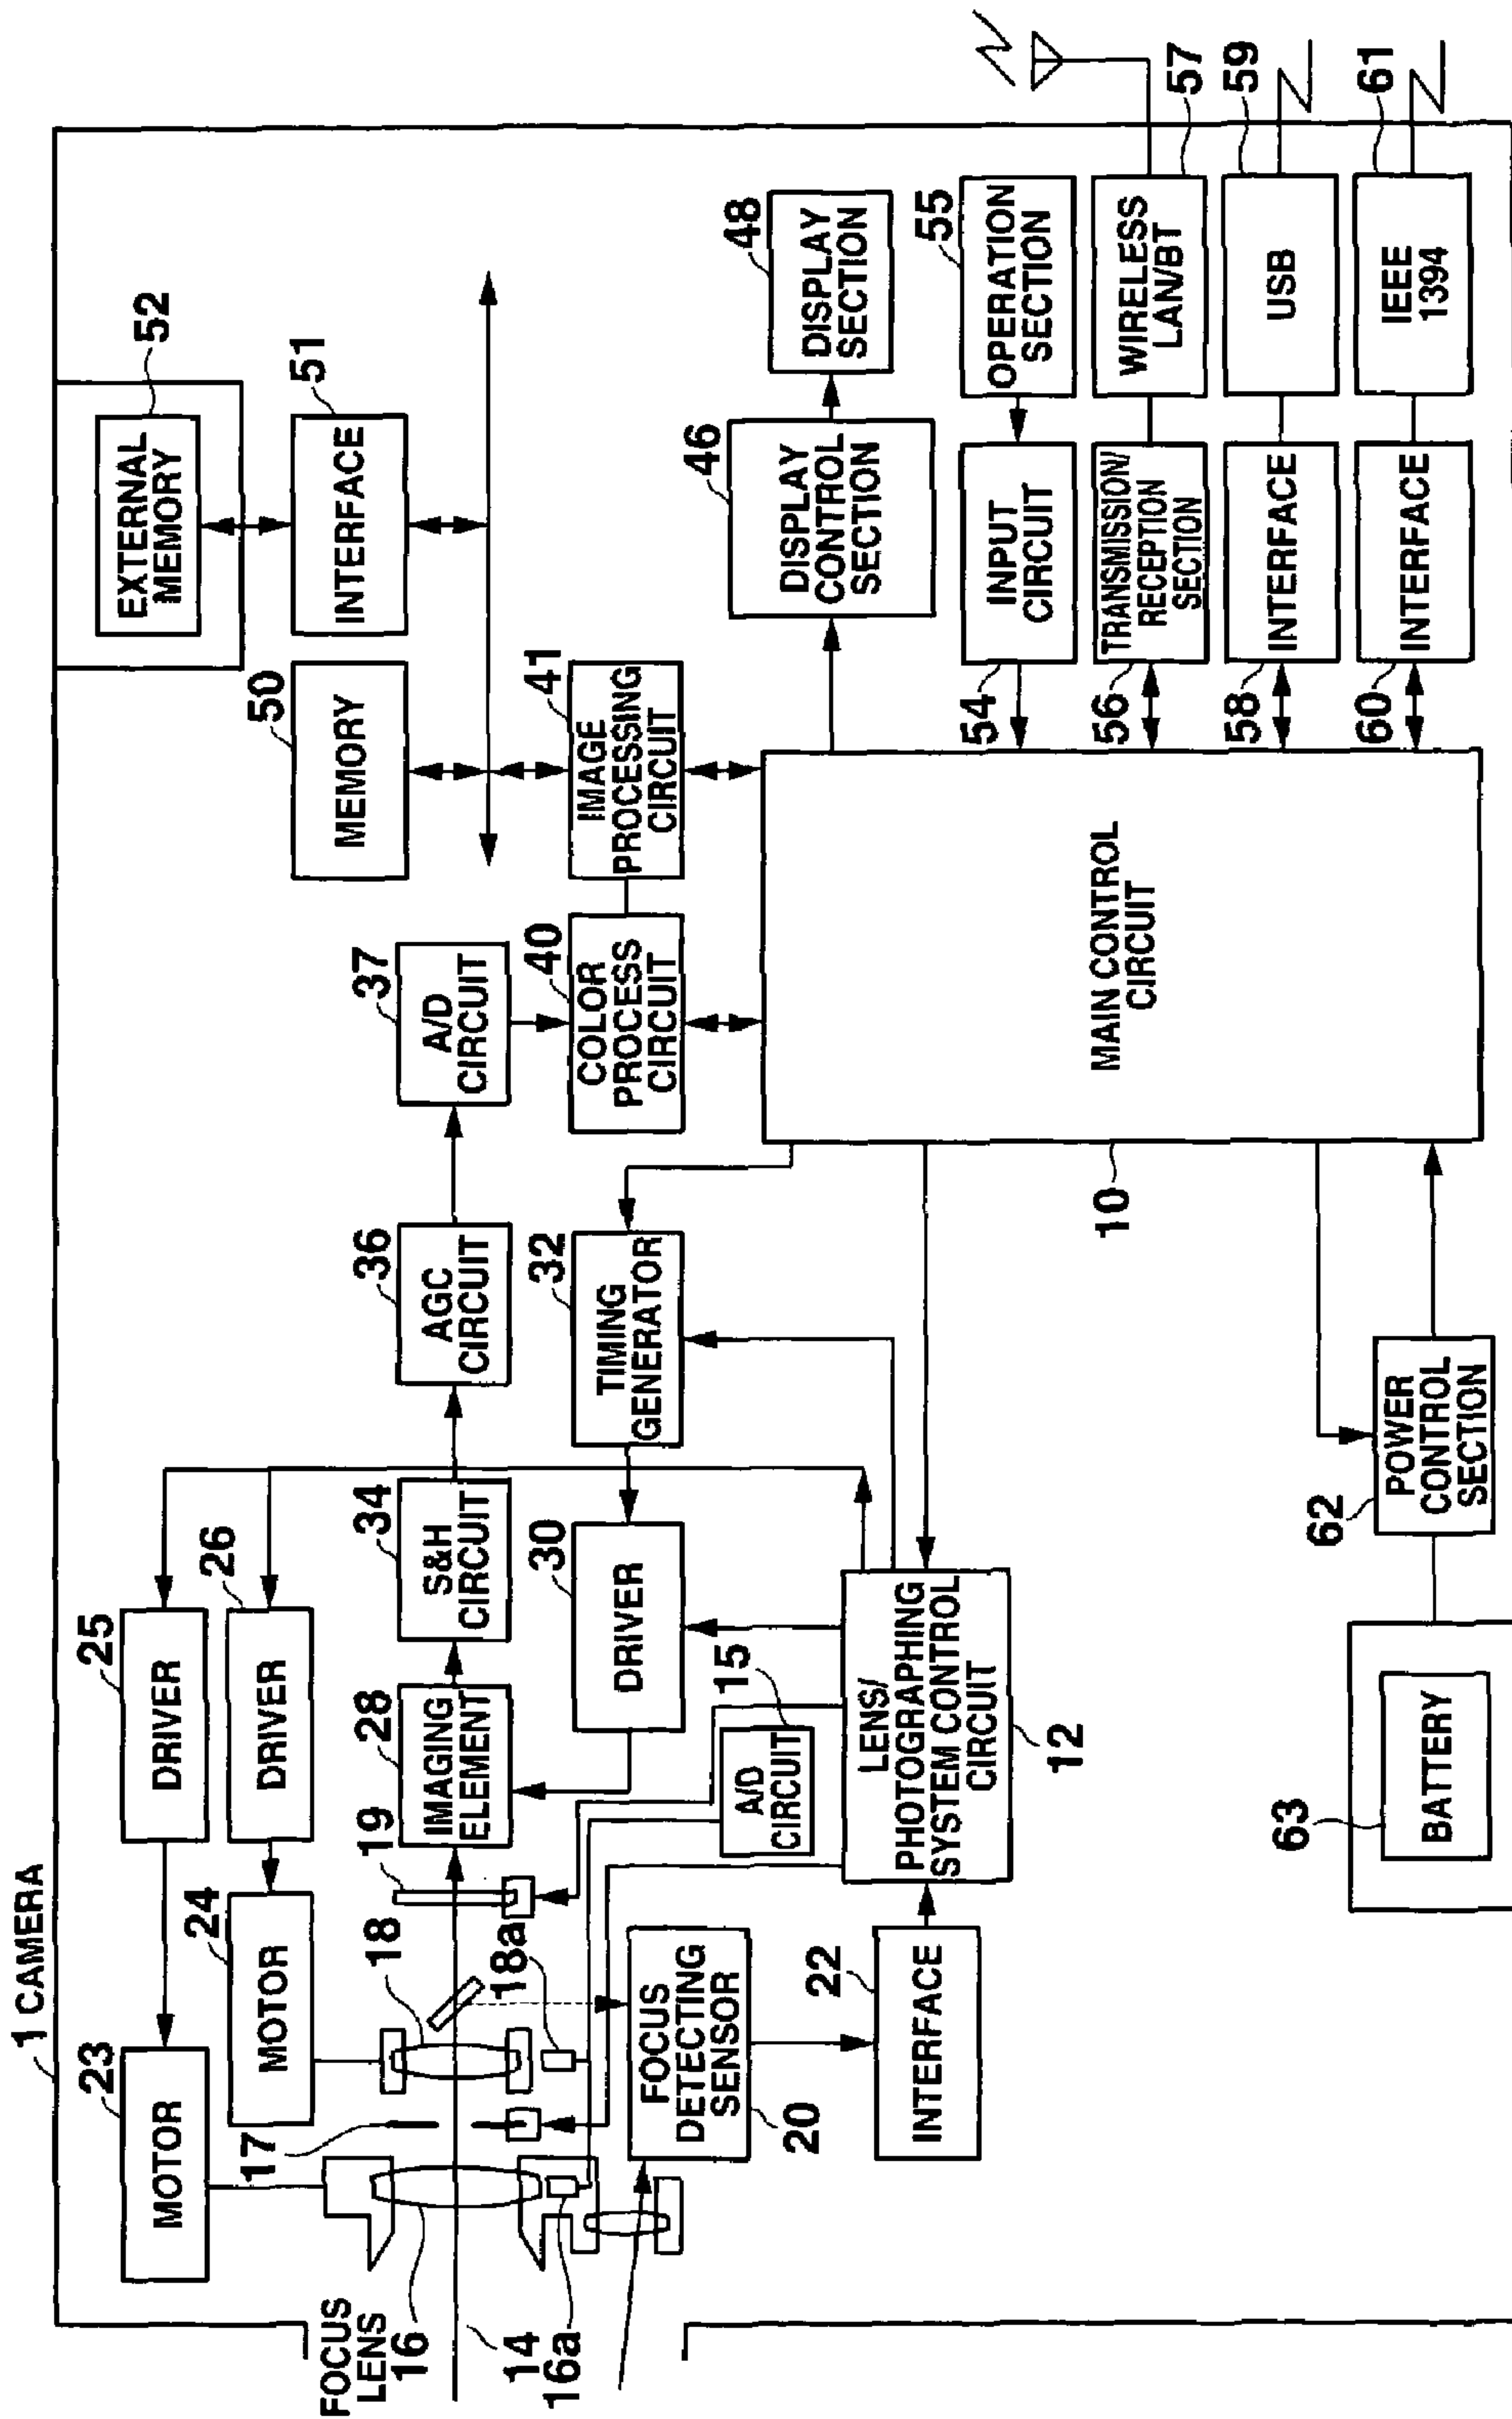 1 CAMERA
23
MOTOR
25
DRIVER
24
MOTOR
26
DRIVER
EXTERNAL
MEMORY
52
INTERFACE
51
MEMORY
50
FOCUS
LENS
16
14
16a
17
18
18a
19
28
IMAGING
ELEMENT
34
S&H
CIRCUIT
36
AGC
CIRCUIT
37
A/D
CIRCUIT
30
DRIVER
32
TIMING
GENERATOR
40
COLOR
PROCESS
CIRCUIT
41
IMAGE
PROCESSING
CIRCUIT
FOCUS
DETECTING
SENSOR
20
15
A/D
CIRCUIT
46
DISPLAY
CONTROL
SECTION
48
DISPLAY
SECTION
22
INTERFACE
LENS/
PHOTOGRAPHING
SYSTEM CONTROL
CIRCUIT
12
10
MAIN CONTROL
CIRCUIT
54
INPUT
CIRCUIT
55
OPERATION
SECTION
56
TRANSMISSION/
RECEPTION
SECTION
WIRELESS
LAN/BT
57
58
INTERFACE
USB
59
60
INTERFACE
IEEE
1394
61
63
BATTERY
62
POWER
CONTROL
SECTION